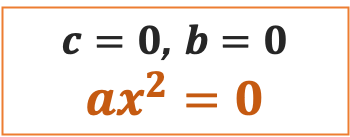 c = 0, b = 0
ax² = 0